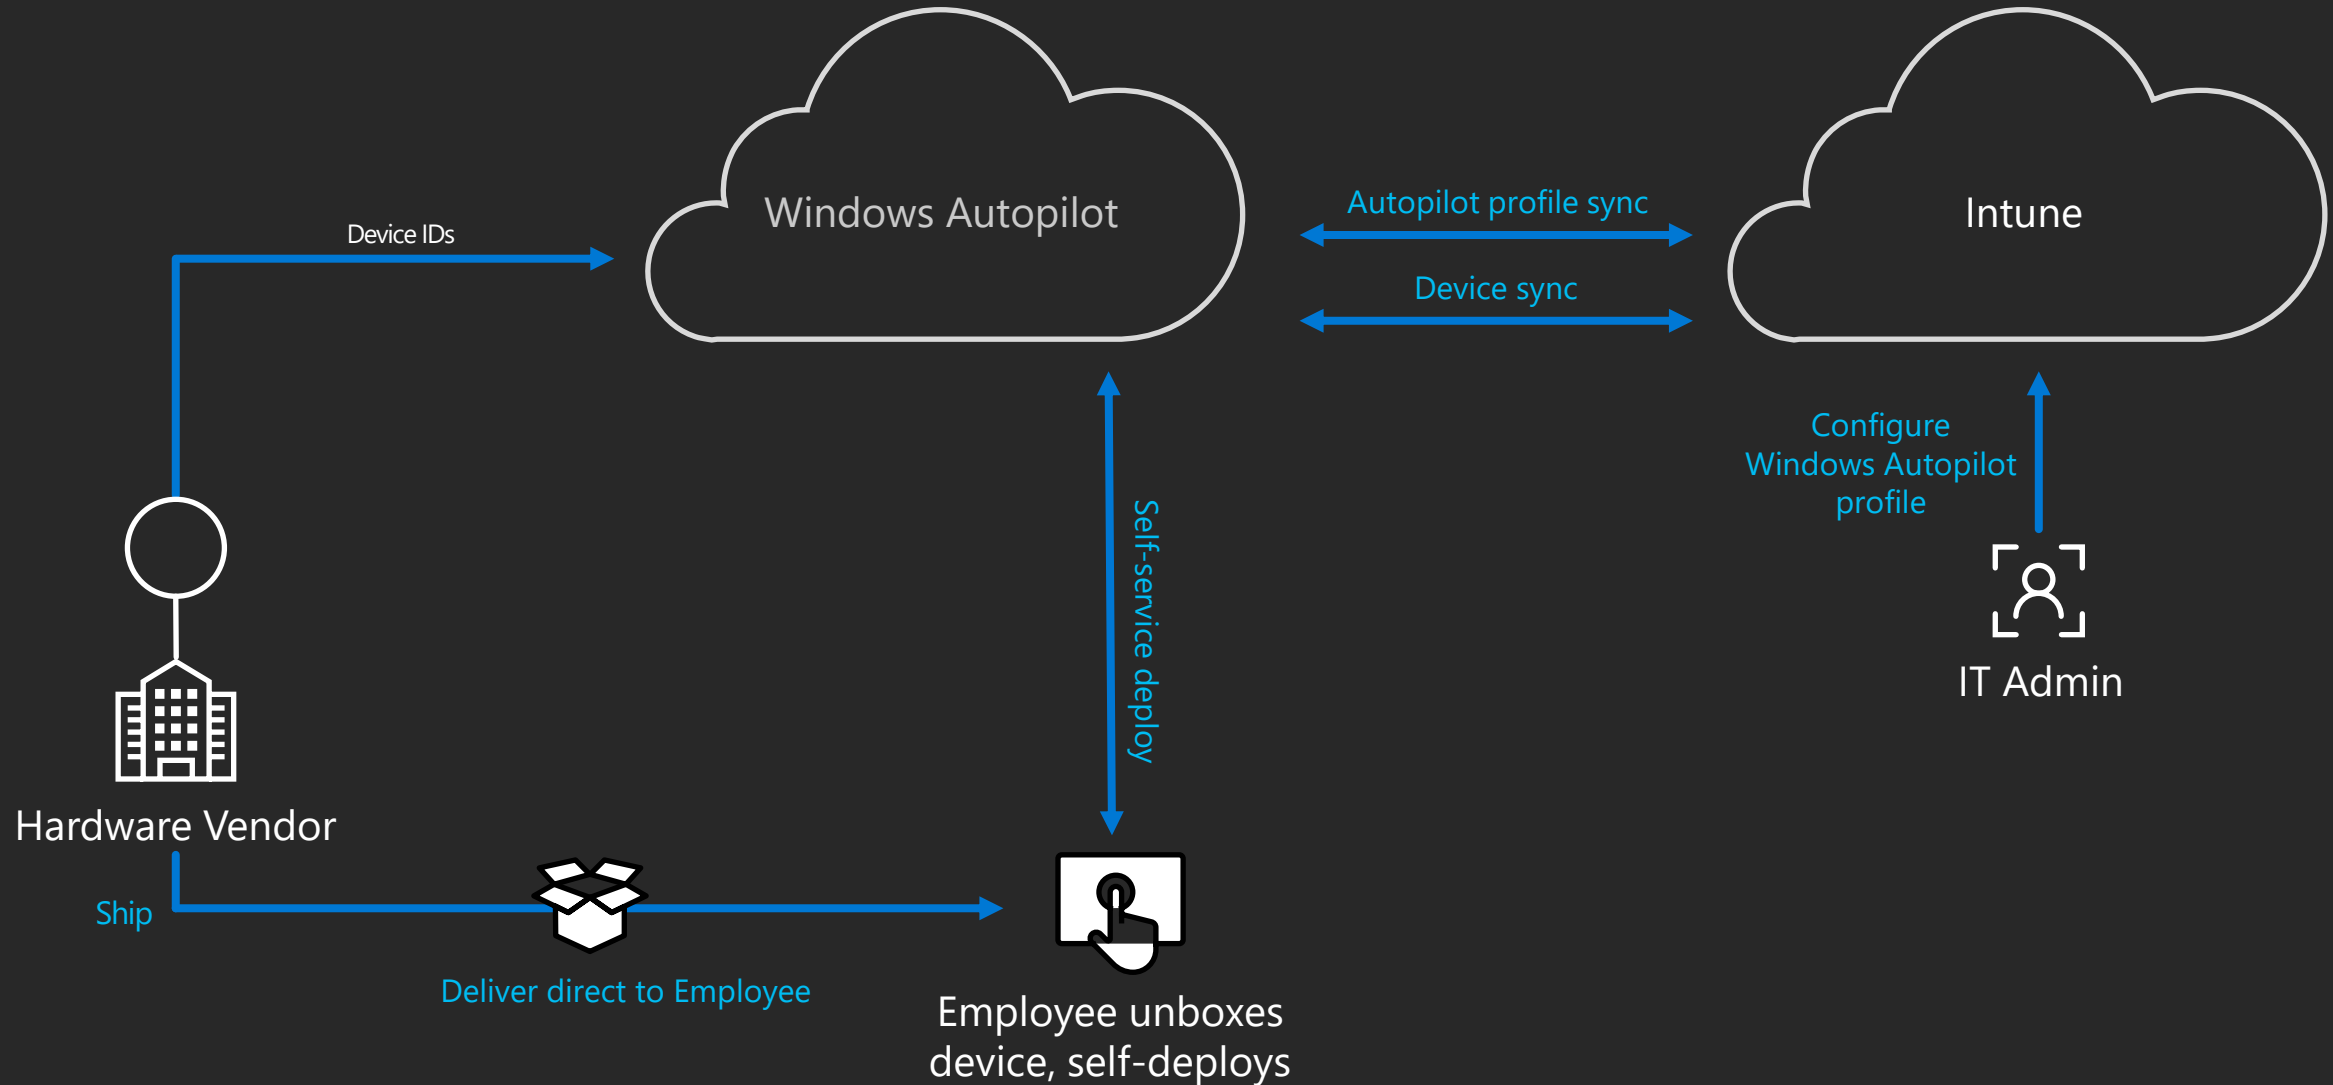 Windows Autopilot
Intune
Autopilot profile sync
Device IDs
Device sync
Configure
Windows Autopilot
profile
Self-service deploy
IT Admin
Hardware Vendor
Ship
Deliver direct to Employee
Employee unboxes
device, self-deploys